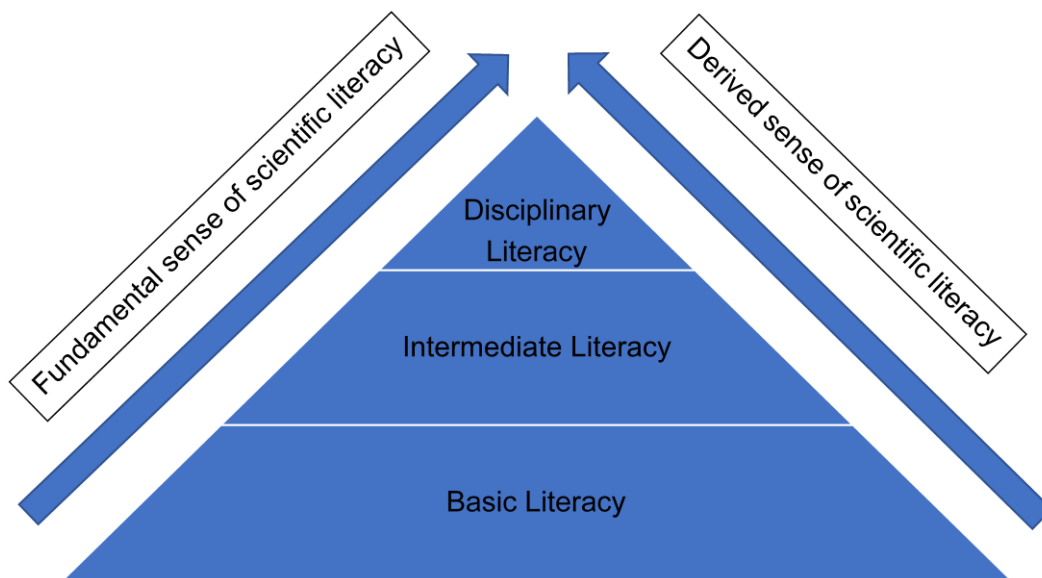 Fundamental sense of scientific literacy
Derived sense of scientific literacy
Disciplinary
Literacy
Intermediate Literacy
Basic Literacy